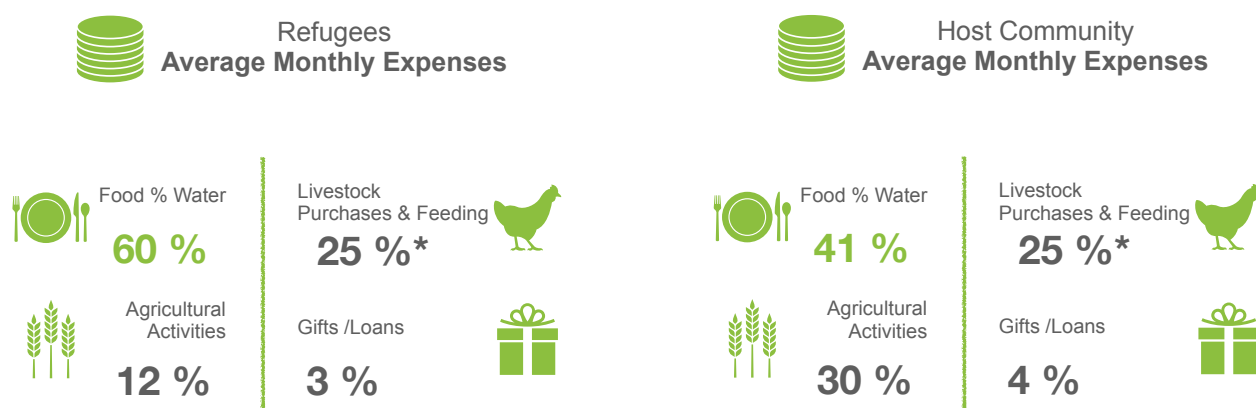 Refugees
Average Monthly Expenses
Food % Water
60 %
Livestock
Purchases & Feeding
25 %*
Agricultural
Activities
12 %
Gifts /Loans
3 %
Host Community
Average Monthly Expenses
Food % Water
41 %
Livestock
Purchases & Feeding
25 %*
Agricultural
Activities
30 %
Gifts /Loans
4 %